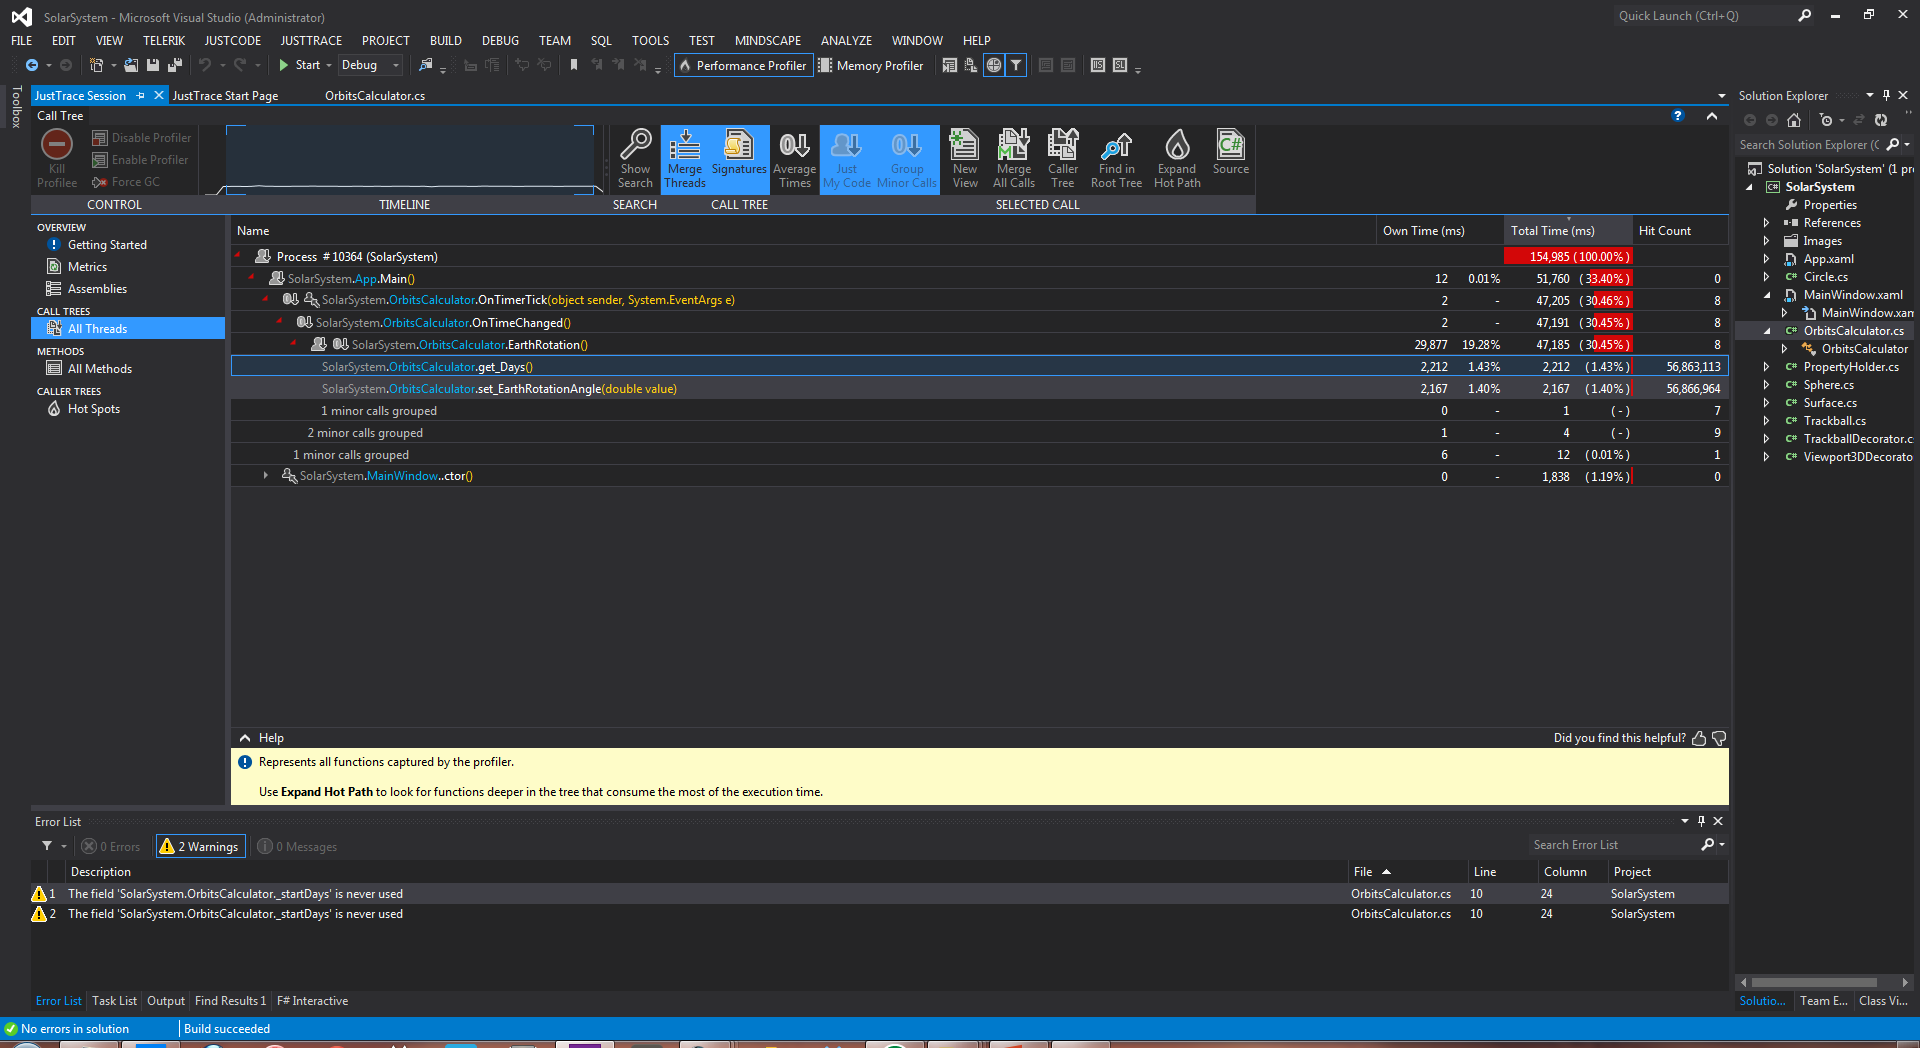 SolarSystem - Microsoft Visual Studio (Administrator)
Quick Launch (Ctrl+Q)
FILE EDIT VIEW TELERIK JUSTCODE JUSTTRACE PROJECT BUILD DEBUG TEAM SQL TOOLS TEST MINDSCAPE ANALYZE WINDOW HELP
Start Debug Performance Profiler Memory Profiler
Toolbox
JustTrace Session JustTrace Start Page OrbitsCalculator.cs
Call Tree
Kill Profilee
Disable Profiler
Enable Profiler
Force GC
CONTROL
TIMELINE
Show Search
SEARCH
Merge Threads
Signatures
Average Times
Just My Code
Group Minor Calls
CALL TREE
New View
Merge All Calls
Caller Tree
Find in Root Tree
Expand Hot Path
Source
SELECTED CALL
OVERVIEW
Getting Started
Metrics
Assemblies
CALL TREES
All Threads
METHODS
All Methods
CALLER TREES
Hot Spots
Name Own Time (ms) Total Time (ms) Hit Count
Process #10364 (SolarSystem) 154,985 (100.00%)
SolarSystem.App.Main() 12 0.01% 51,760 (33.40%) 0
SolarSystem.OrbitsCalculator.OnTimerTick(object sender, System.EventArgs e) 2 - 47,205 (30.46%) 8
SolarSystem.OrbitsCalculator.OnTimeChanged() 2 - 47,191 (30.45%) 8
SolarSystem.OrbitsCalculator.EarthRotation() 29,877 19.28% 47,185 (30.45%) 8
SolarSystem.OrbitsCalculator.get_Days() 2,212 1.43% 2,212 (1.43%) 56,863,113
SolarSystem.OrbitsCalculator.set_EarthRotationAngle(double value) 2,167 1.40% 2,167 (1.40%) 56,866,964
1 minor calls grouped 0 - 1 (-) 7
2 minor calls grouped 1 - 4 (-) 9
1 minor calls grouped 6 - 12 (0.01%) 1
SolarSystem.MainWindow..ctor() 0 - 1,838 (1.19%) 0
Help
Did you find this helpful?
Represents all functions captured by the profiler.
Use Expand Hot Path to look for functions deeper in the tree that consume the most of the execution time.
Error List
0 Errors 2 Warnings 0 Messages
Search Error List
Description File Line Column Project
1 The field 'SolarSystem.OrbitsCalculator._startDays' is never used OrbitsCalculator.cs 10 24 SolarSystem
2 The field 'SolarSystem.OrbitsCalculator._startDays' is never used OrbitsCalculator.cs 10 24 SolarSystem
Error List Task List Output Find Results 1 F# Interactive
No errors in solution Build succeeded
Solution Explorer
Search Solution Explorer (C
Solution 'SolarSystem' (1 pr
SolarSystem
Properties
References
Images
App.xaml
Circle.cs
MainWindow.xaml
MainWindow.xam
OrbitsCalculator.cs
OrbitsCalculator
PropertyHolder.cs
Sphere.cs
Surface.cs
Trackball.cs
TrackballDecorator.c
Viewport3DDecorato
Solutio... Team E... Class Vi...